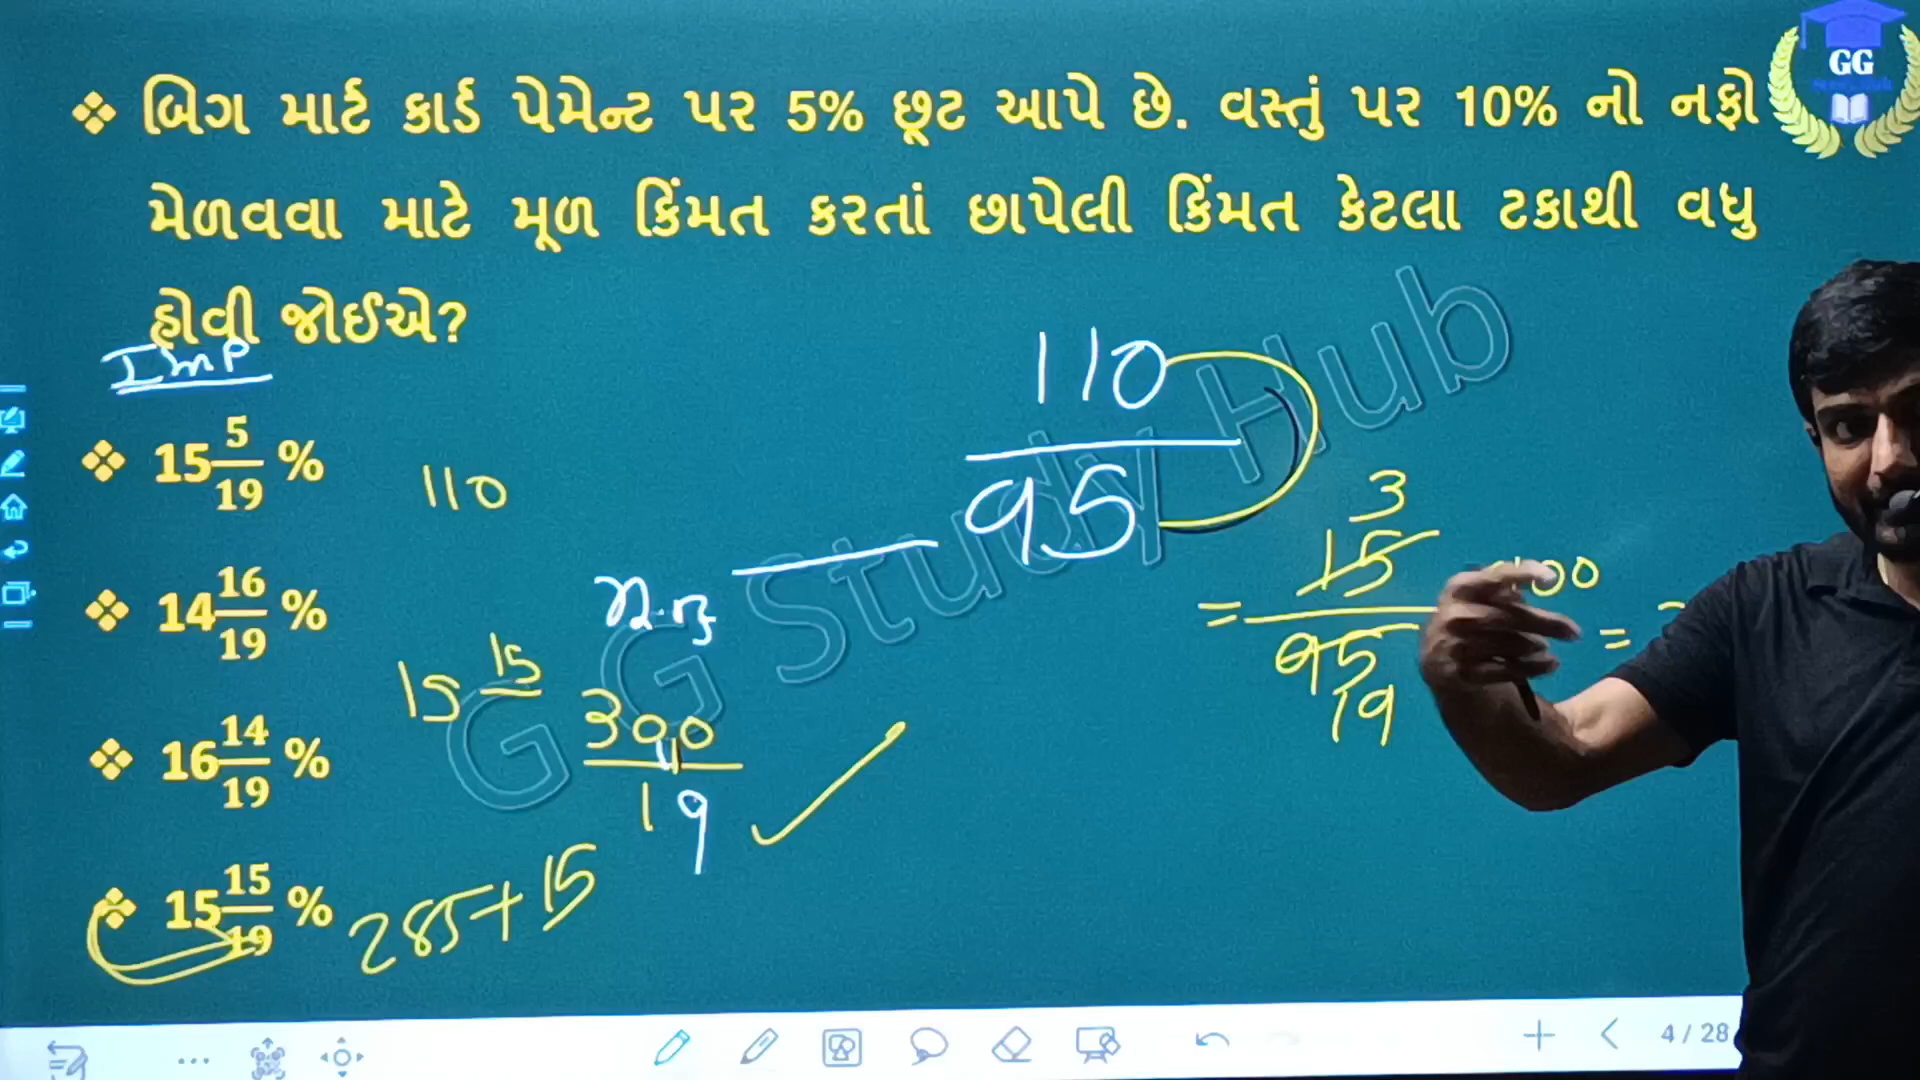 GG
❖ બિગ માર્ટ કાર્ડ પેમેન્ટ પર 5% છૂટ આપે છે. વસ્તું પર 10% નો નફો
મેળવવા માટે મૂળ કિંમત કરતાં છાપેલી કિંમત કેટલા ટકાથી વધુ
હોવી જોઈએ?
IMP
110
95
❖ 15 5/19 %
110
3
15
100
= =
95
19
❖ 14 16/19 %
15 15
300
19
❖ 16 14/19 %
❖ 15 15/19 %
285+15
G G Study Hub
4 / 28